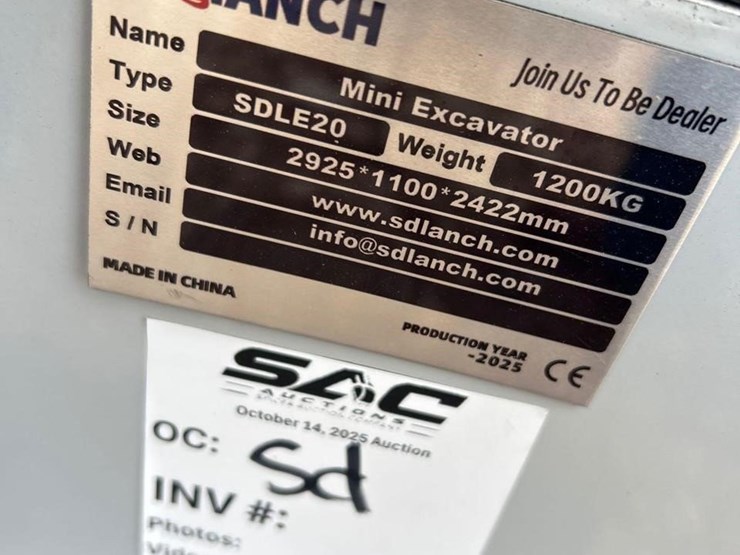 LANCH
Join Us To Be Dealer
Name Mini Excavator
Type SDLE20 Weight 1200KG
Size 2925*1100*2422mm
Web www.sdlanch.com
Email info@sdlanch.com
S / N
MADE IN CHINA
PRODUCTION YEAR
-2025 CE
SAC
AUCTIONS
October 14, 2025 Auction
OC: Sd
INV #:
Photos: